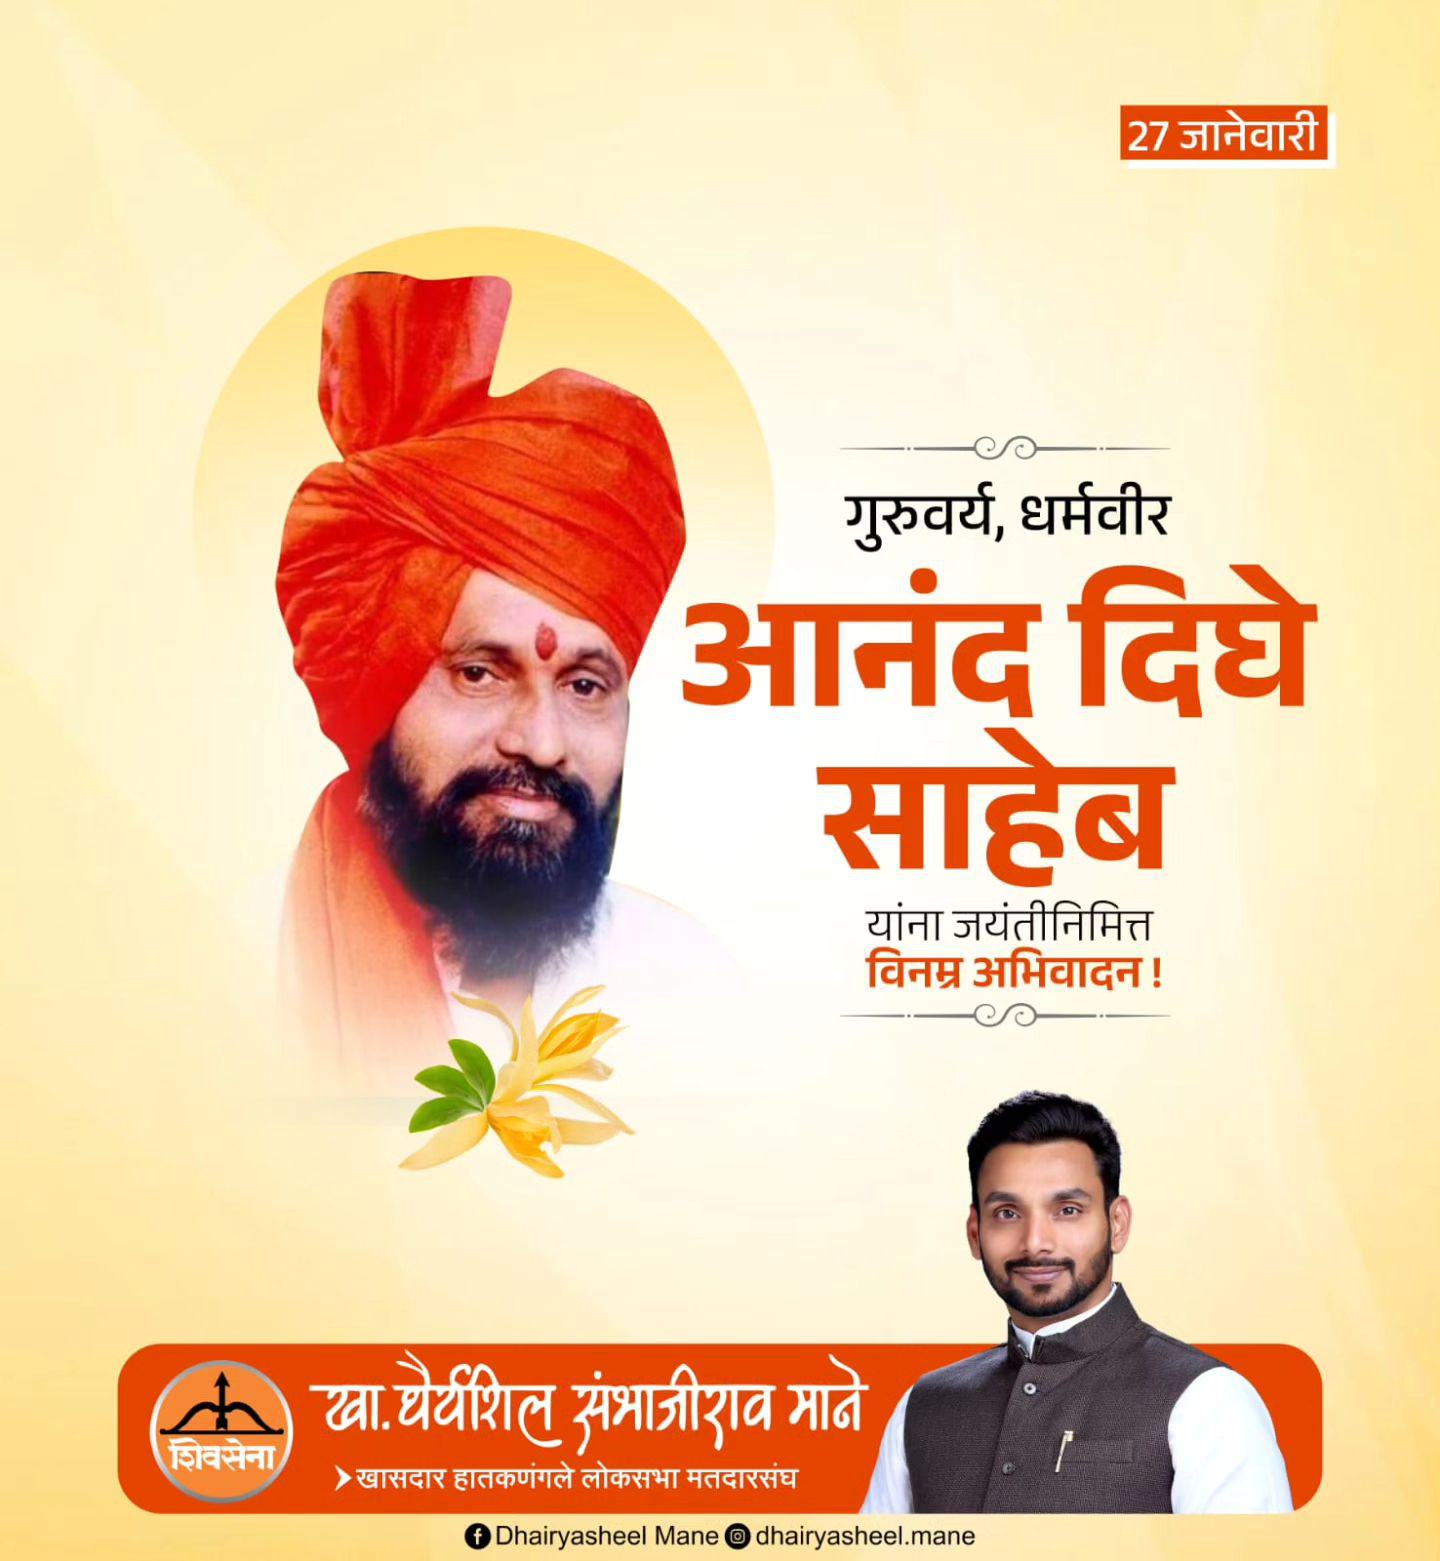 27 जानेवारी
गुरुवर्य, धर्मवीर
आनंद दिघे
साहेब
यांना जयंतीनिमित्त
विनम्र अभिवादन !
खा. धैर्यशिल संभाजीराव माने
शिवसेना
खासदार हातकणंगले लोकसभा मतदारसंघ
Dhairyasheel Mane dhairyasheel.mane